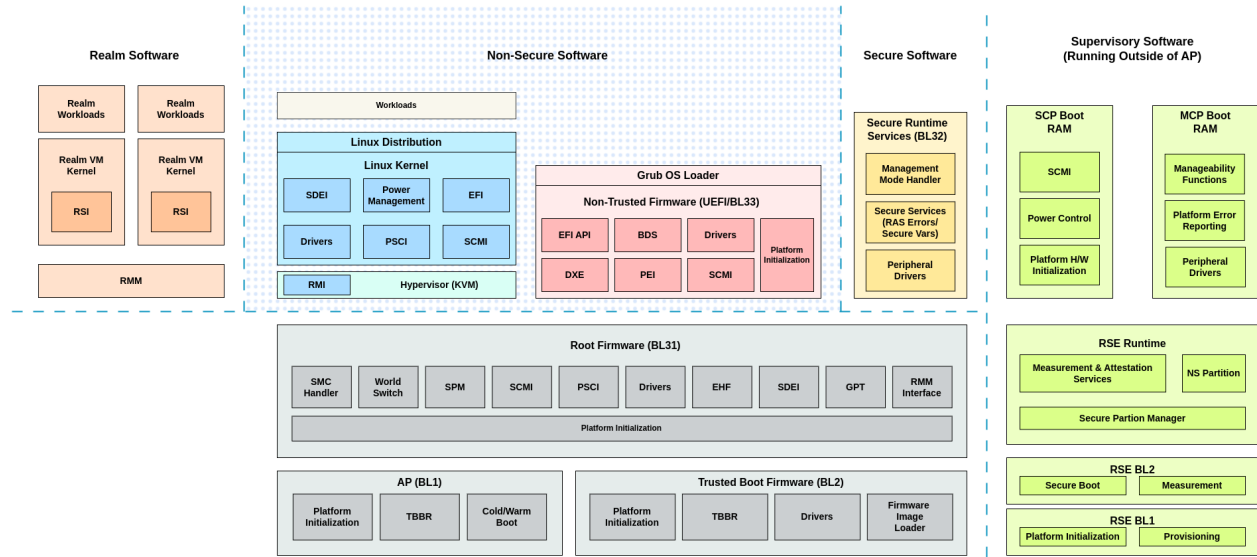 Realm Software
Non-Secure Software
Secure Software
Supervisory Software
(Running Outside of AP)
Realm
Workloads
Realm
Workloads
Realm VM
Kernel
RSI
Realm VM
Kernel
RSI
RMM
Workloads
Linux Distribution
Linux Kernel
SDEI
Power
Management
EFI
Drivers
PSCI
SCMI
RMI
Hypervisor (KVM)
Grub OS Loader
Non-Trusted Firmware (UEFI/BL33)
EFI API
BDS
Drivers
Platform
Initialization
DXE
PEI
SCMI
Secure Runtime
Services (BL32)
Management
Mode Handler
Secure Services
(RAS Errors/
Secure Vars)
Peripheral
Drivers
SCP Boot
RAM
SCMI
Power Control
Platform H/W
Initialization
MCP Boot
RAM
Manageability
Functions
Platform Error
Reporting
Peripheral
Drivers
Root Firmware (BL31)
SMC
Handler
World
Switch
SPM
SCMI
PSCI
Drivers
EHF
SDEI
GPT
RMM
Interface
Platform Initialization
AP (BL1)
Platform
Initialization
TBBR
Cold/Warm
Boot
Trusted Boot Firmware (BL2)
Platform
Initialization
TBBR
Drivers
Firmware
Image
Loader
RSE Runtime
Measurement & Attestation
Services
NS Partition
Secure Partion Manager
RSE BL2
Secure Boot
Measurement
RSE BL1
Platform Initialization
Provisioning